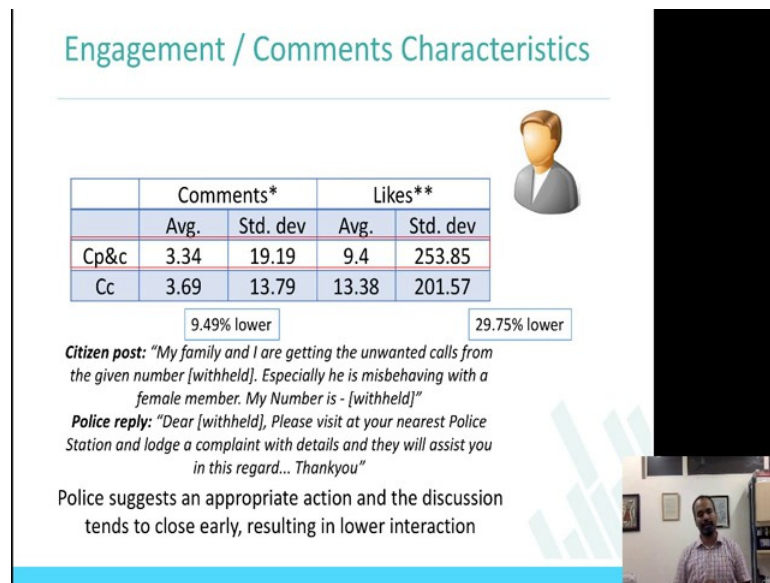 Engagement / Comments Characteristics
Comments* Likes**
Avg. Std. dev Avg. Std. dev
Cp&c 3.34 19.19 9.4 253.85
Cc 3.69 13.79 13.38 201.57
9.49% lower 29.75% lower
Citizen post: “My family and I are getting the unwanted calls from
the given number [withheld]. Especially he is misbehaving with a
female member. My Number is - [withheld]”
Police reply: “Dear [withheld], Please visit at your nearest Police
Station and lodge a complaint with details and they will assist you
in this regard... Thankyou”
Police suggests an appropriate action and the discussion
tends to close early, resulting in lower interaction